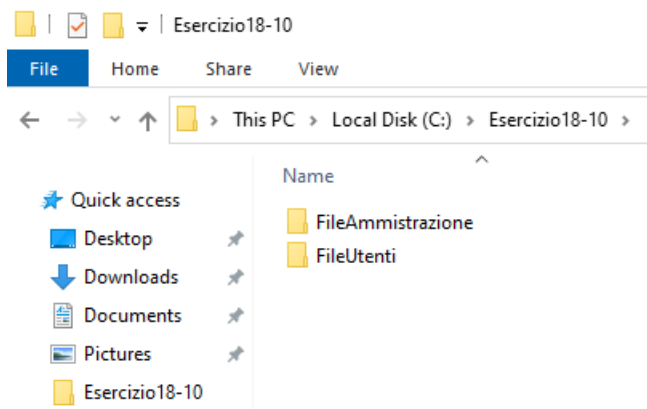 Esercizio18-10
File Home Share View
This PC > Local Disk (C:) > Esercizio18-10 >
Name
Quick access
FileAmmistrazione
Desktop
FileUtenti
Downloads
Documents
Pictures
Esercizio18-10